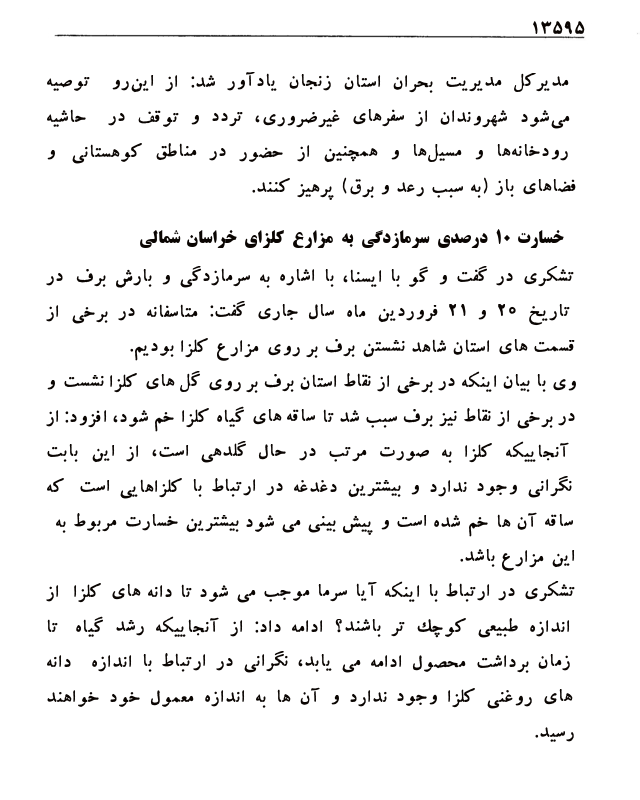 ۱۳۵۹۵
مدیرکل مدیریت بحران استان زنجان یادآور شد: از این‌رو توصیه
می‌شود شهروندان از سفرهای غیرضروری، تردد و توقف در حاشیه
رودخانه‌ها و مسیل‌ها و همچنین از حضور در مناطق کوهستانی و
فضاهای باز (به سبب رعد و برق) پرهیز کنند.
خسارت ۱۰ درصدی سرمازدگی به مزارع کلزای خراسان شمالی
تشکری در گفت و گو با ایسنا، با اشاره به سرمازدگی و بارش برف در
تاریخ ۲۰ و ۲۱ فروردین ماه سال جاری گفت: متاسفانه در برخی از
قسمت های استان شاهد نشستن برف بر روی مزارع کلزا بودیم.
وی با بیان اینکه در برخی از نقاط استان برف بر روی گل های کلزا نشست و
در برخی از نقاط نیز برف سبب شد تا ساقه های گیاه کلزا خم شود، افزود: از
آنجاییکه کلزا به صورت مرتب در حال گلدهی است، از این بابت
نگرانی وجود ندارد و بیشترین دغدغه در ارتباط با کلزاهایی است که
ساقه آن ها خم شده است و پیش بینی می شود بیشترین خسارت مربوط به
این مزارع باشد.
تشکری در ارتباط با اینکه آیا سرما موجب می شود تا دانه های کلزا از
اندازه طبیعی کوچك تر باشند؟ ادامه داد: از آنجاییکه رشد گیاه تا
زمان برداشت محصول ادامه می یابد، نگرانی در ارتباط با اندازه دانه
های روغنی کلزا وجود ندارد و آن ها به اندازه معمول خود خواهند
رسید.